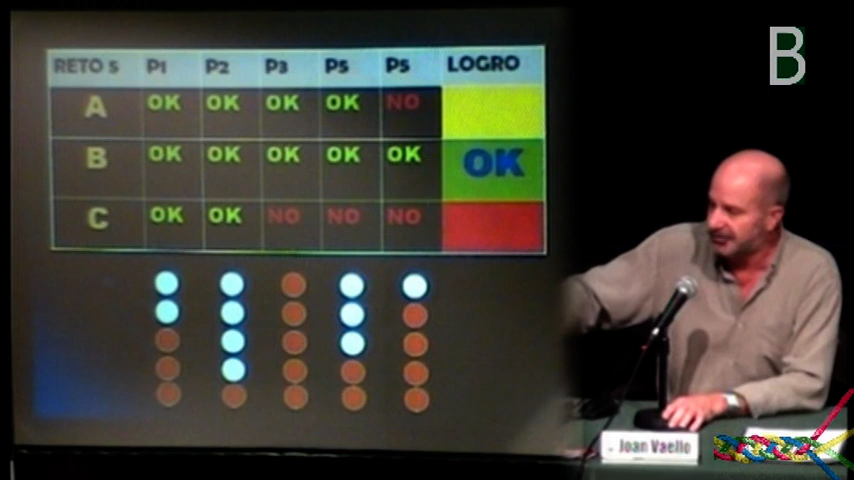 B
RETO 5 P1 P2 P3 P5 P5 LOGRO
A OK OK OK OK NO
B OK OK OK OK OK OK
C OK OK NO NO NO
Joan Vaello